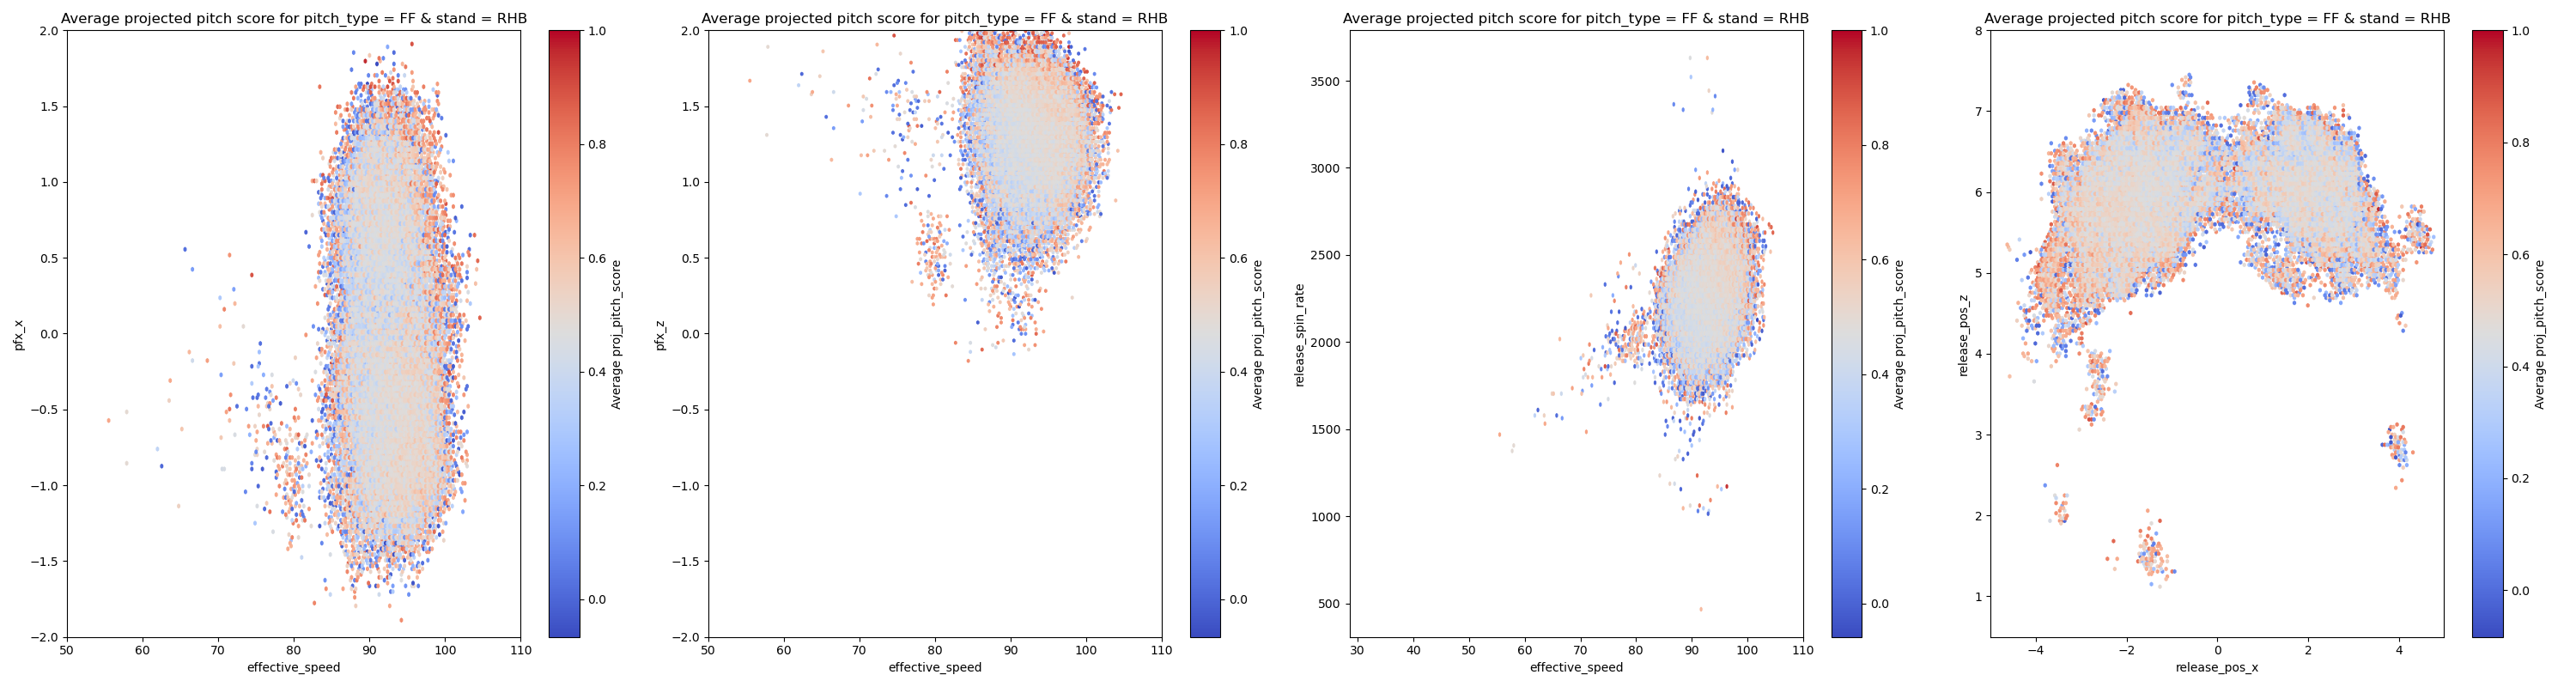 Average projected pitch score for pitch_type = FF & stand = RHB
2.0
1.5
1.0
0.5
0.0
−0.5
−1.0
−1.5
−2.0
pfx_x
50 60 70 80 90 100 110
effective_speed
1.0
0.8
0.6
0.4
0.2
0.0
Average proj_pitch_score
Average projected pitch score for pitch_type = FF & stand = RHB
2.0
1.5
1.0
0.5
0.0
−0.5
−1.0
−1.5
−2.0
pfx_z
50 60 70 80 90 100 110
effective_speed
1.0
0.8
0.6
0.4
0.2
0.0
Average proj_pitch_score
Average projected pitch score for pitch_type = FF & stand = RHB
3500
3000
2500
2000
1500
1000
500
release_spin_rate
30 40 50 60 70 80 90 100 110
effective_speed
1.0
0.8
0.6
0.4
0.2
0.0
Average proj_pitch_score
Average projected pitch score for pitch_type = FF & stand = RHB
8
7
6
5
4
3
2
1
release_pos_z
−4 −2 0 2 4
release_pos_x
1.0
0.8
0.6
0.4
0.2
0.0
Average proj_pitch_score